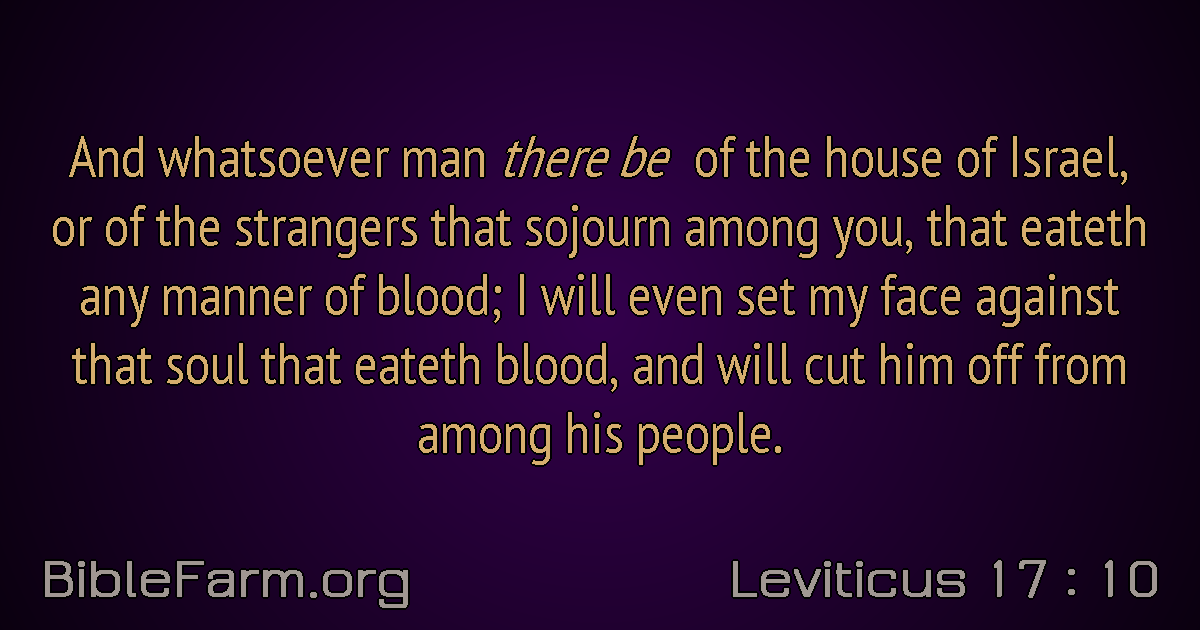 And whatsoever man there be of the house of Israel,
or of the strangers that sojourn among you, that eateth
any manner of blood; I will even set my face against
that soul that eateth blood, and will cut him off from
among his people.
BibleFarm.org
Leviticus 17 : 10